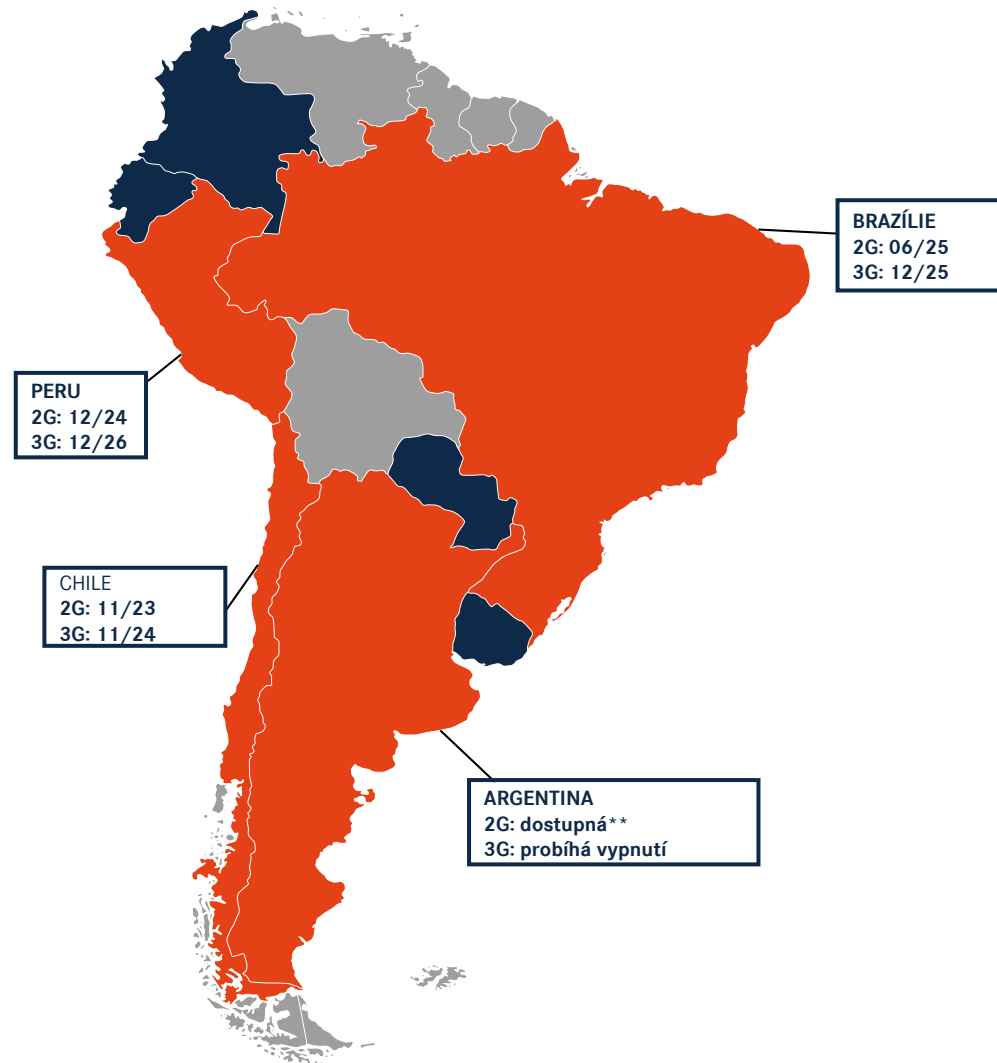 BRAZÍLIE
2G: 06/25
3G: 12/25
PERU
2G: 12/24
3G: 12/26
CHILE
2G: 11/23
3G: 11/24
ARGENTINA
2G: dostupná**
3G: probíhá vypnutí